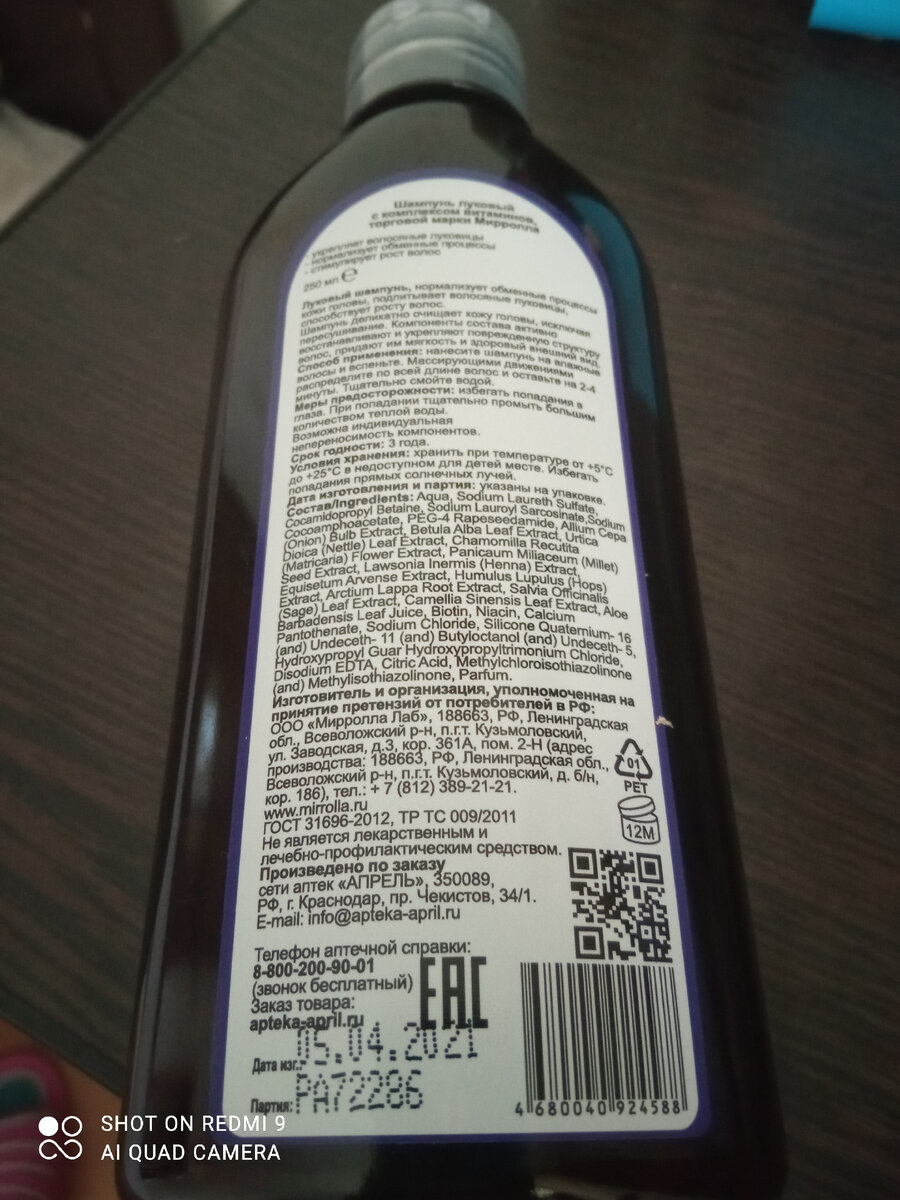 Шампунь луковый
с комплексом витаминов,
торговой марки Мирролла
- укрепляет волосяные луковицы
- нормализует обменные процессы
- стимулирует рост волос
250 мл ℮
Луковый шампунь, нормализует обменные процессы
кожи головы, подпитывает волосяные луковицы,
способствует росту волос.
Шампунь деликатно очищает кожу головы, исключая
пересушивание. Компоненты состава активно
восстанавливают и укрепляют поврежденную структуру
волос, придают им мягкость и здоровый внешний вид.
Способ применения: нанесите шампунь на влажные
волосы и вспеньте. Массирующими движениями
распределите по всей длине волос и оставьте на 2-4
минуты. Тщательно смойте водой.
Меры предосторожности: избегать попадания в
глаза. При попадании тщательно промыть большим
количеством теплой воды.
Возможна индивидуальная
непереносимость компонентов.
Срок годности: 3 года.
Условия хранения: хранить при температуре от +5°C
до +25°C в недоступном для детей месте. Избегать
попадания прямых солнечных лучей.
Дата изготовления и партия: указаны на упаковке.
Состав/Ingredients: Aqua, Sodium Laureth Sulfate,
Cocamidopropyl Betaine, Sodium Lauroyl Sarcosinate,Sodium
Cocoamphoacetate, PEG-4 Rapeseedamide, Allium Cepa
(Onion) Bulb Extract, Betula Alba Leaf Extract, Urtica
Dioica (Nettle) Leaf Extract, Chamomilla Recutita
(Matricaria) Flower Extract, Panicum Miliaceum (Millet)
Seed Extract, Lawsonia Inermis (Henna) Extract,
Equisetum Arvense Extract, Humulus Lupulus (Hops)
Extract, Arctium Lappa Root Extract, Salvia Officinalis
(Sage) Leaf Extract, Camellia Sinensis Leaf Extract, Aloe
Barbadensis Leaf Juice, Biotin, Niacin, Calcium
Pantothenate, Sodium Chloride, Silicone Quaternium- 16
(and) Undeceth- 11 (and) Butyloctanol (and) Undeceth- 5,
Hydroxypropyl Guar Hydroxypropyltrimonium Chloride,
Disodium EDTA, Citric Acid, Methylchloroisothiazolinone
(and) Methylisothiazolinone, Parfum.
Изготовитель и организация, уполномоченная на
принятие претензий от потребителей в РФ:
ООО «Мирролла Лаб», 188663, РФ, Ленинградская
обл., Всеволожский р-н, п.г.т. Кузьмоловский,
ул. Заводская, д.3, кор. 361А, пом. 2-Н (адрес
производства: 188663, РФ, Ленинградская обл.,
Всеволожский р-н, п.г.т. Кузьмоловский, д. б/н,
кор. 186), тел.: + 7 (812) 389-21-21.
www.mirrolla.ru
ГОСТ 31696-2012, ТР ТС 009/2011
Не является лекарственным и
лечебно-профилактическим средством.
01
PET
12M
Произведено по заказу
сети аптек «АПРЕЛЬ», 350089,
РФ, г. Краснодар, пр. Чекистов, 34/1.
E-mail: info@apteka-april.ru
Телефон аптечной справки:
8-800-200-90-01
(звонок бесплатный)
Заказ товара:
apteka-april.ru
EAC
Дата изг.: 05.04.2021
Партия: PA72286
4 680040 924588
SHOT ON REDMI 9
AI QUAD CAMERA